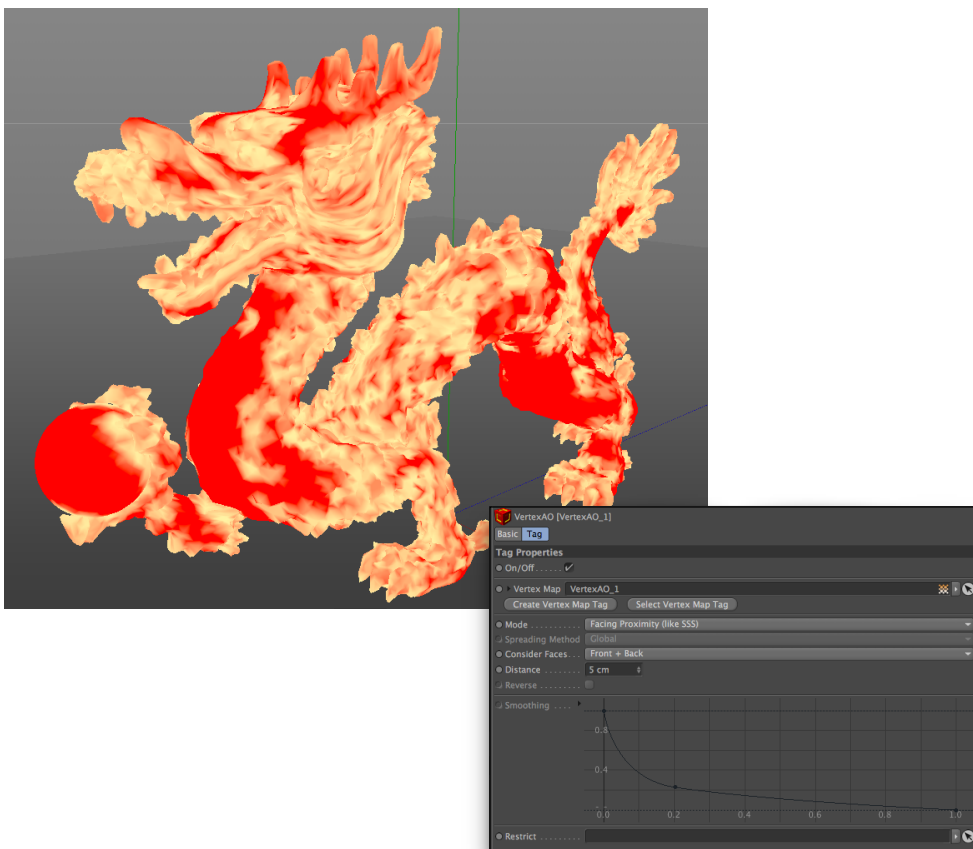 VertexAO [VertexAO_1]
Basic Tag
Tag Properties
On/Off . . . . . . ✔
Vertex Map VertexAO_1
Create Vertex Map Tag Select Vertex Map Tag
Mode . . . . . . . . . . Facing Proximity (like SSS)
Spreading Method Global
Consider Faces . . . Front + Back
Distance . . . . . . . . 5 cm
Reverse . . . . . . . . .
Smoothing . . . .
0.8
0.4
0.0 0.2 0.4 0.6 0.8 1.0
Restrict . . . . . . . . .